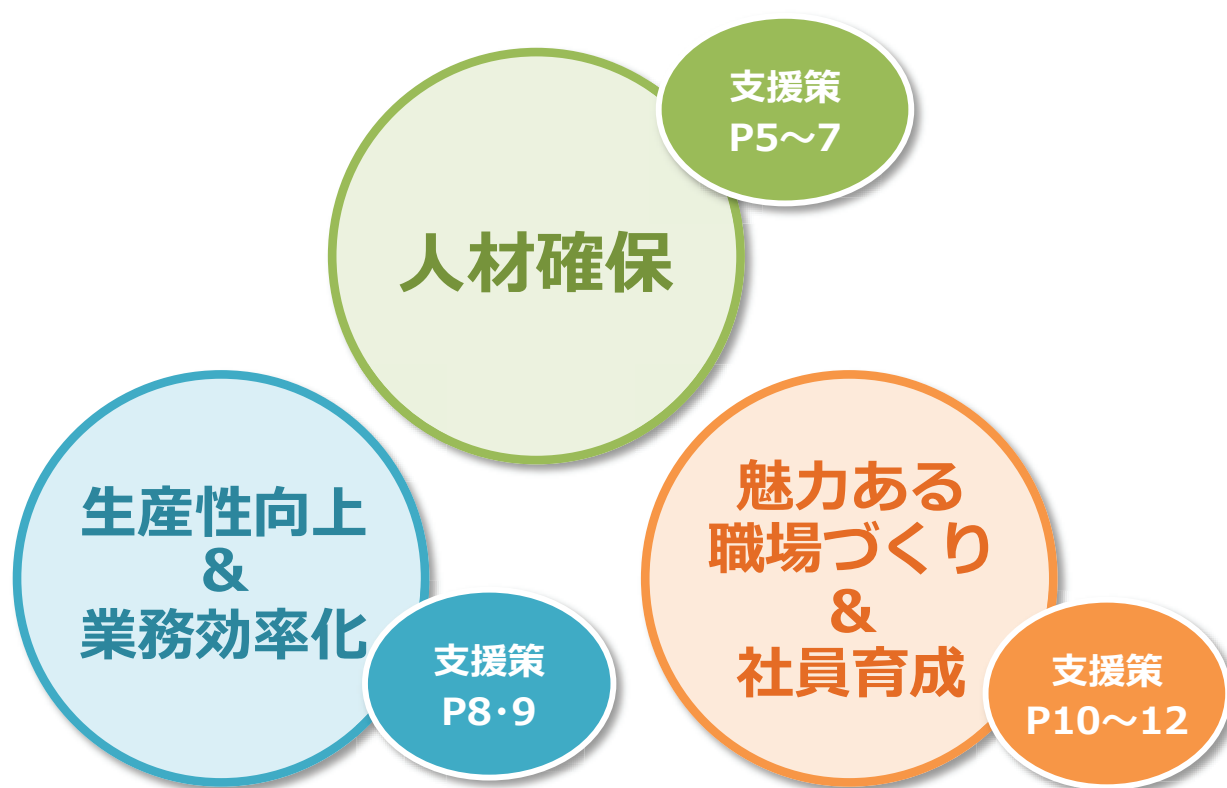 支援策
P5～7
人材確保
生産性向上
&
業務効率化
支援策
P8・9
魅力ある
職場づくり
&
社員育成
支援策
P10～12